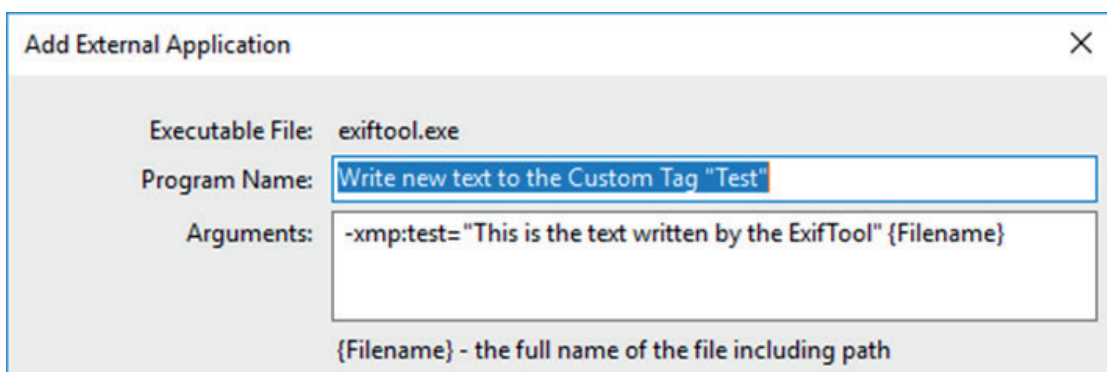 Add External Application
Executable File: exiftool.exe
Program Name: Write new text to the Custom Tag "Test"
Arguments: -xmp:test="This is the text written by the ExifTool" {Filename}
{Filename} - the full name of the file including path